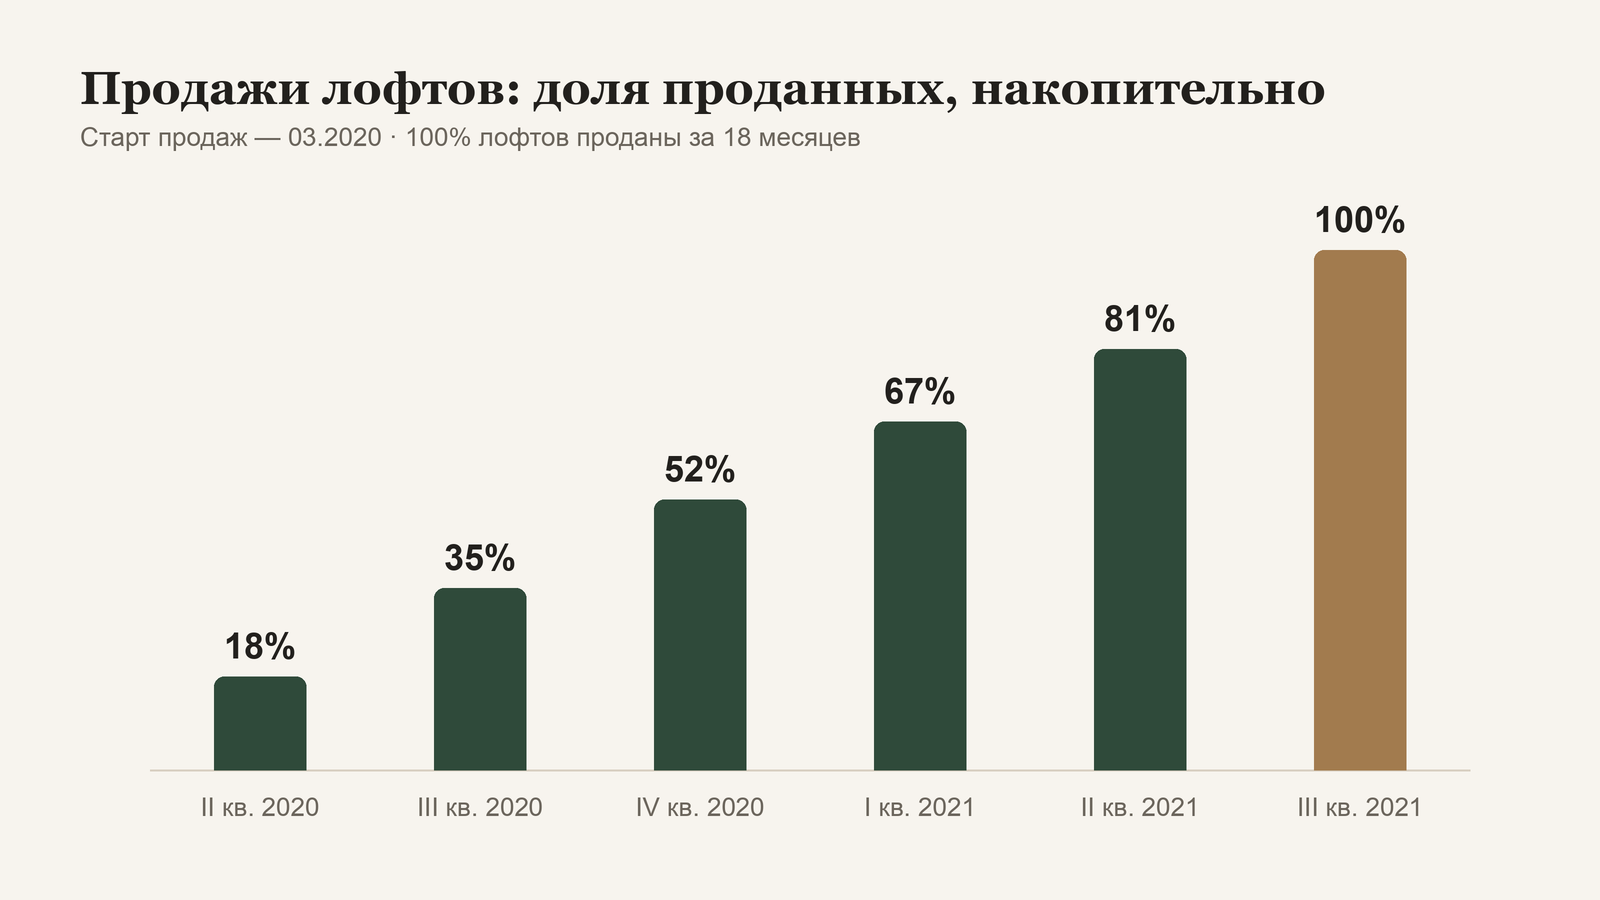 Продажи лофтов: доля проданных, накопительно
Старт продаж — 03.2020 · 100% лофтов проданы за 18 месяцев
100%
81%
67%
52%
35%
18%
II кв. 2020
III кв. 2020
IV кв. 2020
I кв. 2021
II кв. 2021
III кв. 2021